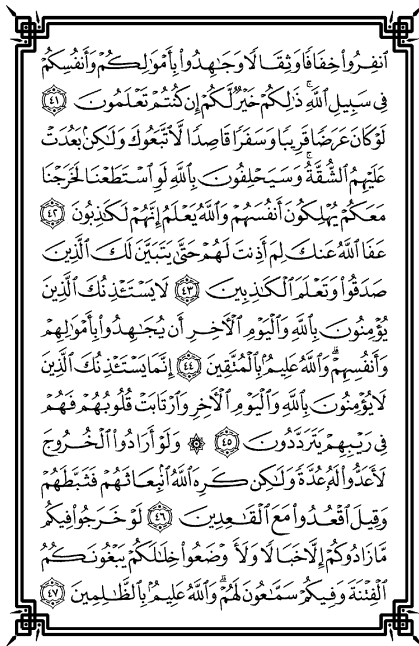 ٱنفِرُوا۟ خِفَافًا وَثِقَالًا وَجَـٰهِدُوا۟ بِأَمْوَٰلِكُمْ وَأَنفُسِكُمْ
فِى سَبِيلِ ٱللَّهِ ۚ ذَٰلِكُمْ خَيْرٌ لَّكُمْ إِن كُنتُمْ تَعْلَمُونَ ٤١
لَوْ كَانَ عَرَضًا قَرِيبًا وَسَفَرًا قَاصِدًا لَّٱتَّبَعُوكَ وَلَـٰكِنۢ بَعُدَتْ
عَلَيْهِمُ ٱلشُّقَّةُ ۚ وَسَيَحْلِفُونَ بِٱللَّهِ لَوِ ٱسْتَطَعْنَا لَخَرَجْنَا
مَعَكُمْ يُهْلِكُونَ أَنفُسَهُمْ وَٱللَّهُ يَعْلَمُ إِنَّهُمْ لَكَـٰذِبُونَ ٤٢
عَفَا ٱللَّهُ عَنكَ لِمَ أَذِنتَ لَهُمْ حَتَّىٰ يَتَبَيَّنَ لَكَ ٱلَّذِينَ
صَدَقُوا۟ وَتَعْلَمَ ٱلْكَـٰذِبِينَ ٤٣ لَا يَسْتَـْٔذِنُكَ ٱلَّذِينَ
يُؤْمِنُونَ بِٱللَّهِ وَٱلْيَوْمِ ٱلْـَٔاخِرِ أَن يُجَـٰهِدُوا۟ بِأَمْوَٰلِهِمْ
وَأَنفُسِهِمْ ۗ وَٱللَّهُ عَلِيمٌۢ بِٱلْمُتَّقِينَ ٤٤ إِنَّمَا يَسْتَـْٔذِنُكَ ٱلَّذِينَ
لَا يُؤْمِنُونَ بِٱللَّهِ وَٱلْيَوْمِ ٱلْـَٔاخِرِ وَٱرْتَابَتْ قُلُوبُهُمْ فَهُمْ
فِى رَيْبِهِمْ يَتَرَدَّدُونَ ٤٥ ۞ وَلَوْ أَرَادُوا۟ ٱلْخُرُوجَ
لَأَعَدُّوا۟ لَهُۥ عُدَّةً وَلَـٰكِن كَرِهَ ٱللَّهُ ٱنۢبِعَاثَهُمْ فَثَبَّطَهُمْ
وَقِيلَ ٱقْعُدُوا۟ مَعَ ٱلْقَـٰعِدِينَ ٤٦ لَوْ خَرَجُوا۟ فِيكُم
مَّا زَادُوكُمْ إِلَّا خَبَالًا وَلَأَوْضَعُوا۟ خِلَـٰلَكُمْ يَبْغُونَكُمُ
ٱلْفِتْنَةَ وَفِيكُمْ سَمَّـٰعُونَ لَهُمْ ۗ وَٱللَّهُ عَلِيمٌۢ بِٱلظَّـٰلِمِينَ ٤٧